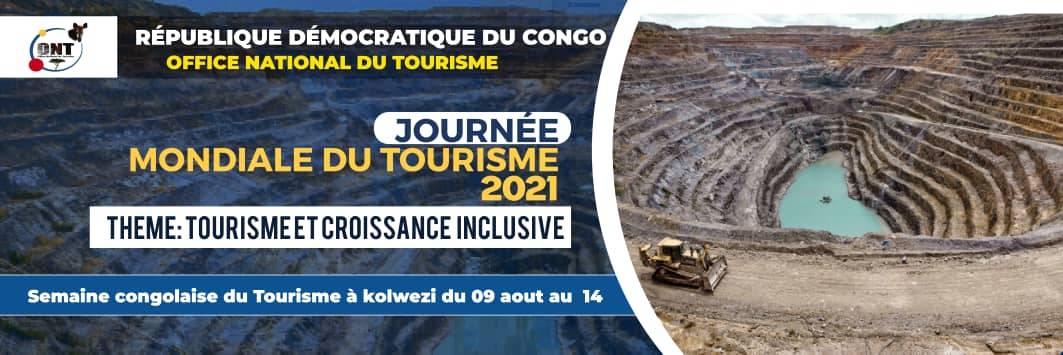 ONT
RÉPUBLIQUE DÉMOCRATIQUE DU CONGO
OFFICE NATIONAL DU TOURISME
JOURNÉE
MONDIALE DU TOURISME
2021
THEME: TOURISME ET CROISSANCE INCLUSIVE
Semaine congolaise du Tourisme à kolwezi du 09 aout au 14